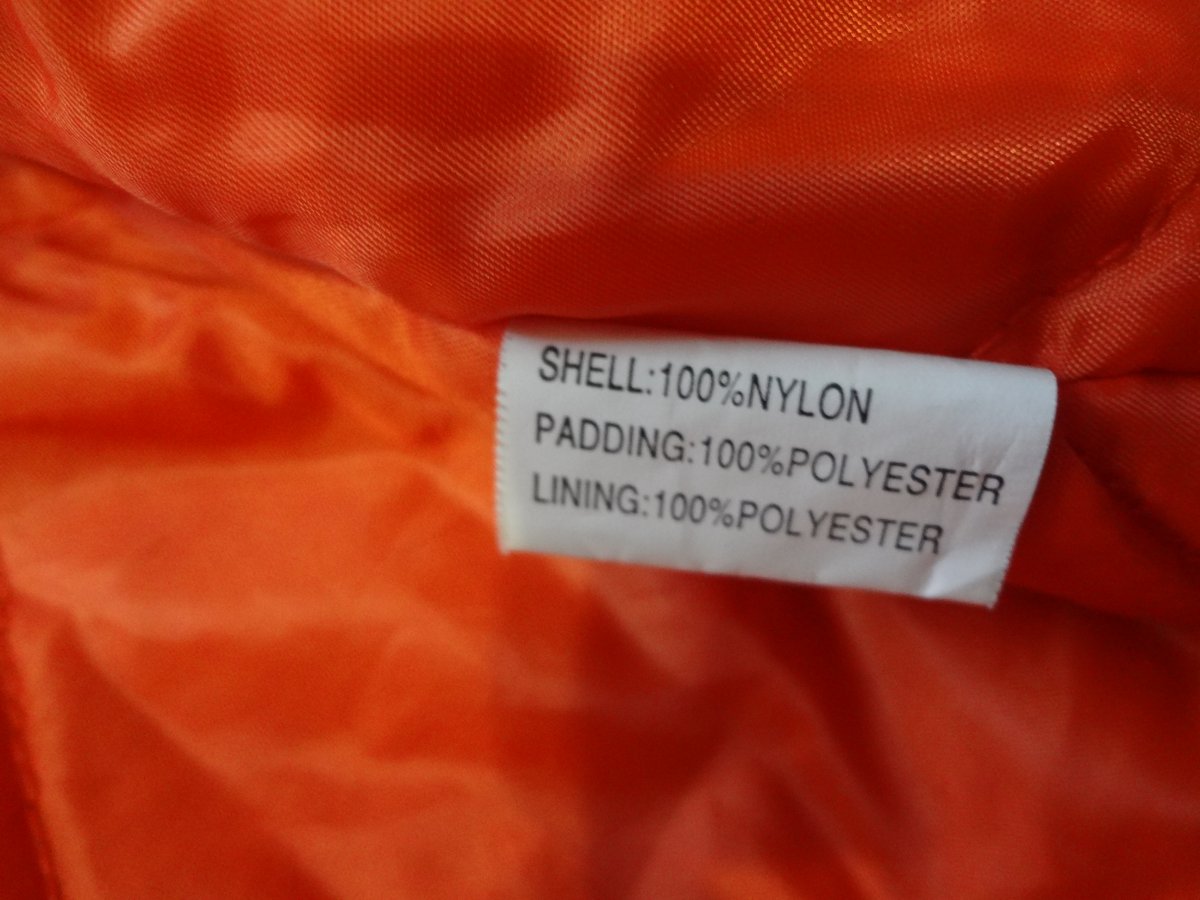 SHELL:100%NYLON
PADDING:100%POLYESTER
LINING:100%POLYESTER